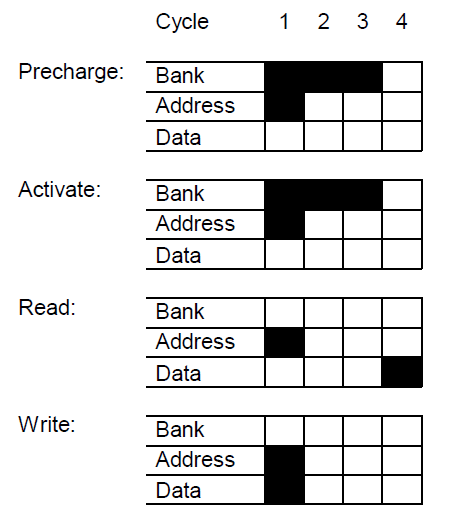 Cycle 1 2 3 4
Precharge: Bank
Address
Data
Activate: Bank
Address
Data
Read: Bank
Address
Data
Write: Bank
Address
Data